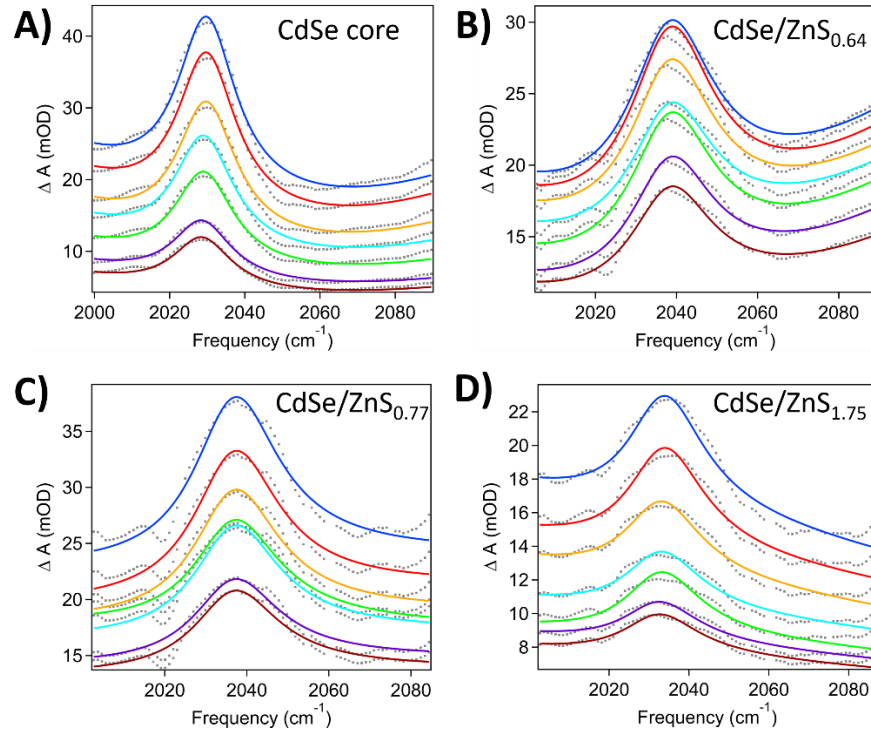 A)
CdSe core
Δ A (mOD)
40
30
20
10
2000
2020
2040
2060
2080
Frequency (cm⁻¹)
B)
CdSe/ZnS₀.₆₄
Δ A (mOD)
30
25
20
15
2020
2040
2060
2080
Frequency (cm⁻¹)
C)
CdSe/ZnS₀.₇₇
Δ A (mOD)
35
30
25
20
15
2020
2040
2060
2080
Frequency (cm⁻¹)
D)
CdSe/ZnS₁.₇₅
Δ A (mOD)
22
20
18
16
14
12
10
8
2020
2040
2060
2080
Frequency (cm⁻¹)